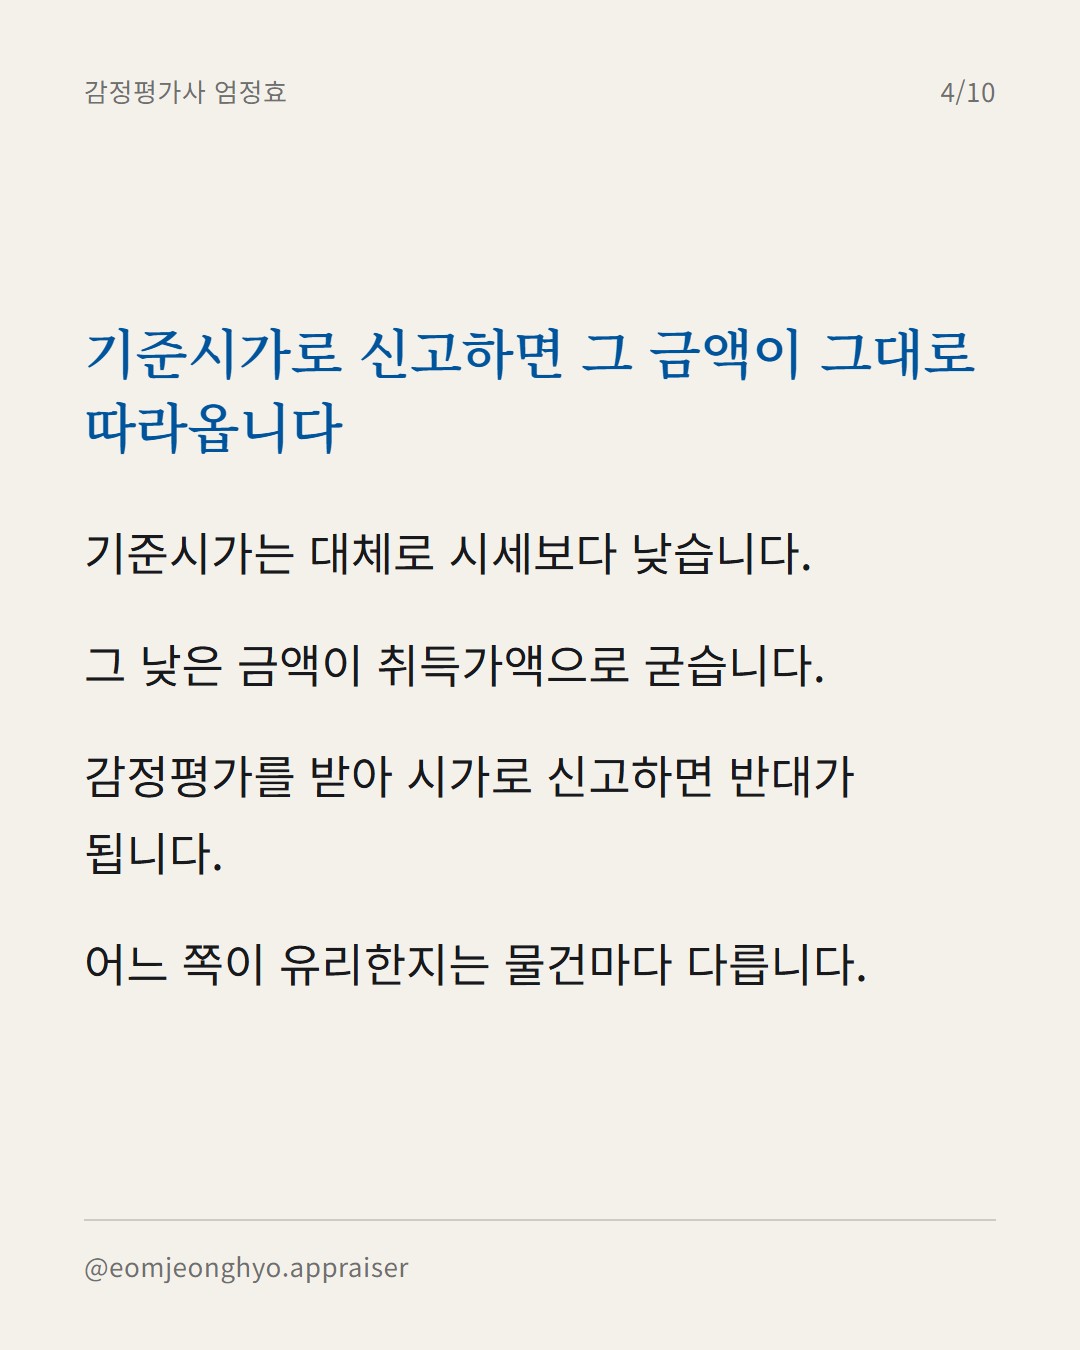 감정평가사 엄정효
4/10
기준시가로 신고하면 그 금액이 그대로
따라옵니다
기준시가는 대체로 시세보다 낮습니다.
그 낮은 금액이 취득가액으로 굳습니다.
감정평가를 받아 시가로 신고하면 반대가
됩니다.
어느 쪽이 유리한지는 물건마다 다릅니다.
@eomjeonghyo.appraiser